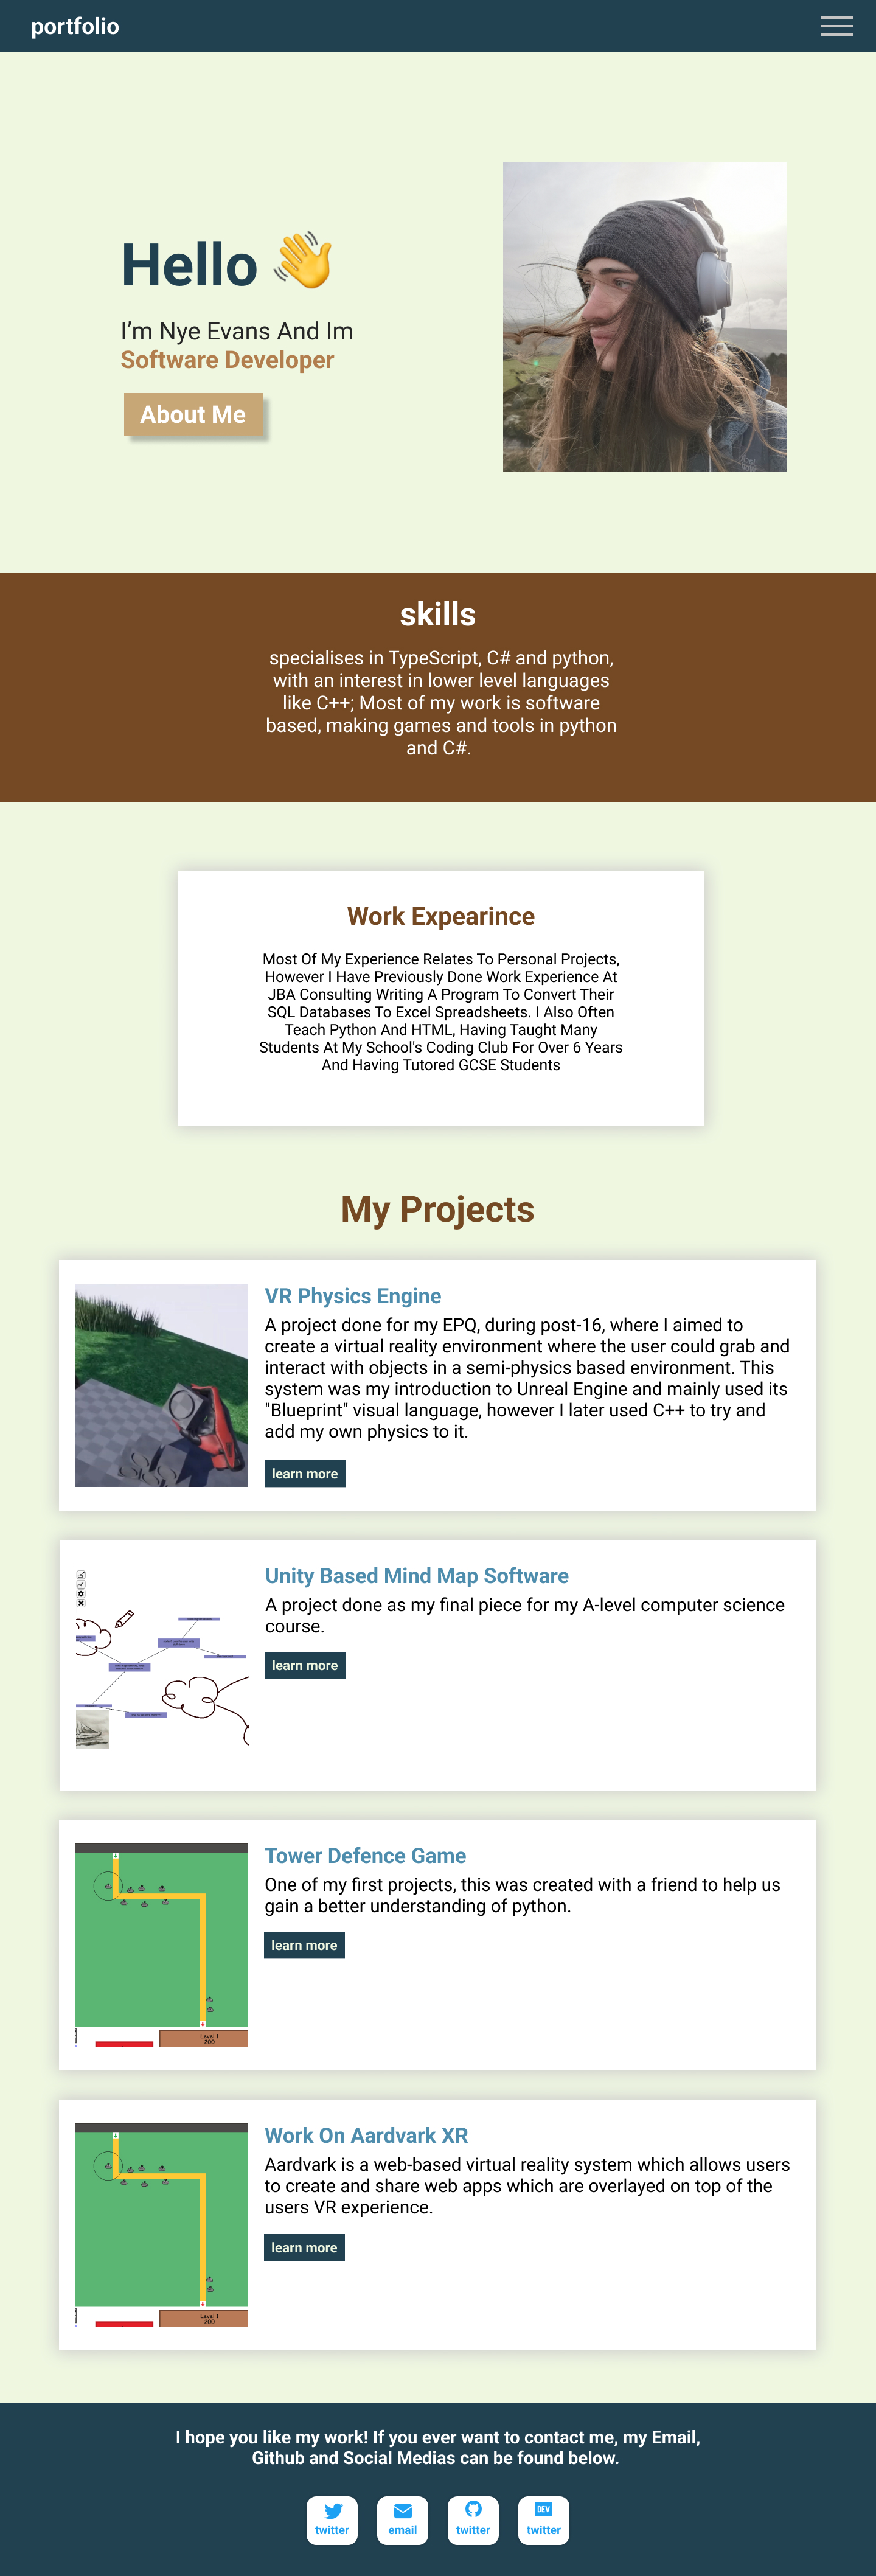 portfolio
Hello 👋
I’m Nye Evans And Im
Software Developer
About Me
skills
specialises in TypeScript, C# and python,
with an interest in lower level languages
like C++; Most of my work is software
based, making games and tools in python
and C#.
Work Expearince
Most Of My Experience Relates To Personal Projects,
However I Have Previously Done Work Experience At
JBA Consulting Writing A Program To Convert Their
SQL Databases To Excel Spreadsheets. I Also Often
Teach Python And HTML, Having Taught Many
Students At My School's Coding Club For Over 6 Years
And Having Tutored GCSE Students
My Projects
VR Physics Engine
A project done for my EPQ, during post-16, where I aimed to
create a virtual reality environment where the user could grab and
interact with objects in a semi-physics based environment. This
system was my introduction to Unreal Engine and mainly used its
"Blueprint" visual language, however I later used C++ to try and
add my own physics to it.
learn more
Unity Based Mind Map Software
A project done as my final piece for my A-level computer science
course.
learn more
Tower Defence Game
One of my first projects, this was created with a friend to help us
gain a better understanding of python.
learn more
Level 1
200
Work On Aardvark XR
Aardvark is a web-based virtual reality system which allows users
to create and share web apps which are overlayed on top of the
users VR experience.
learn more
Level 1
200
I hope you like my work! If you ever want to contact me, my Email,
Github and Social Medias can be found below.
twitter
email
twitter
DEV
twitter